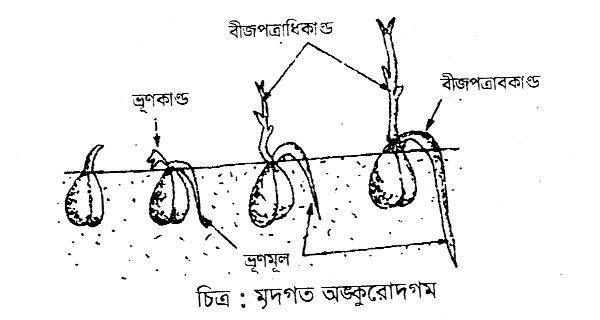 বীজপত্রাধিকাণ্ড
বীজপত্রাবকাণ্ড
ভ্রূণকাণ্ড
ভ্রূণমূল
চিত্র : মৃদগত অঙ্কুরোদগম